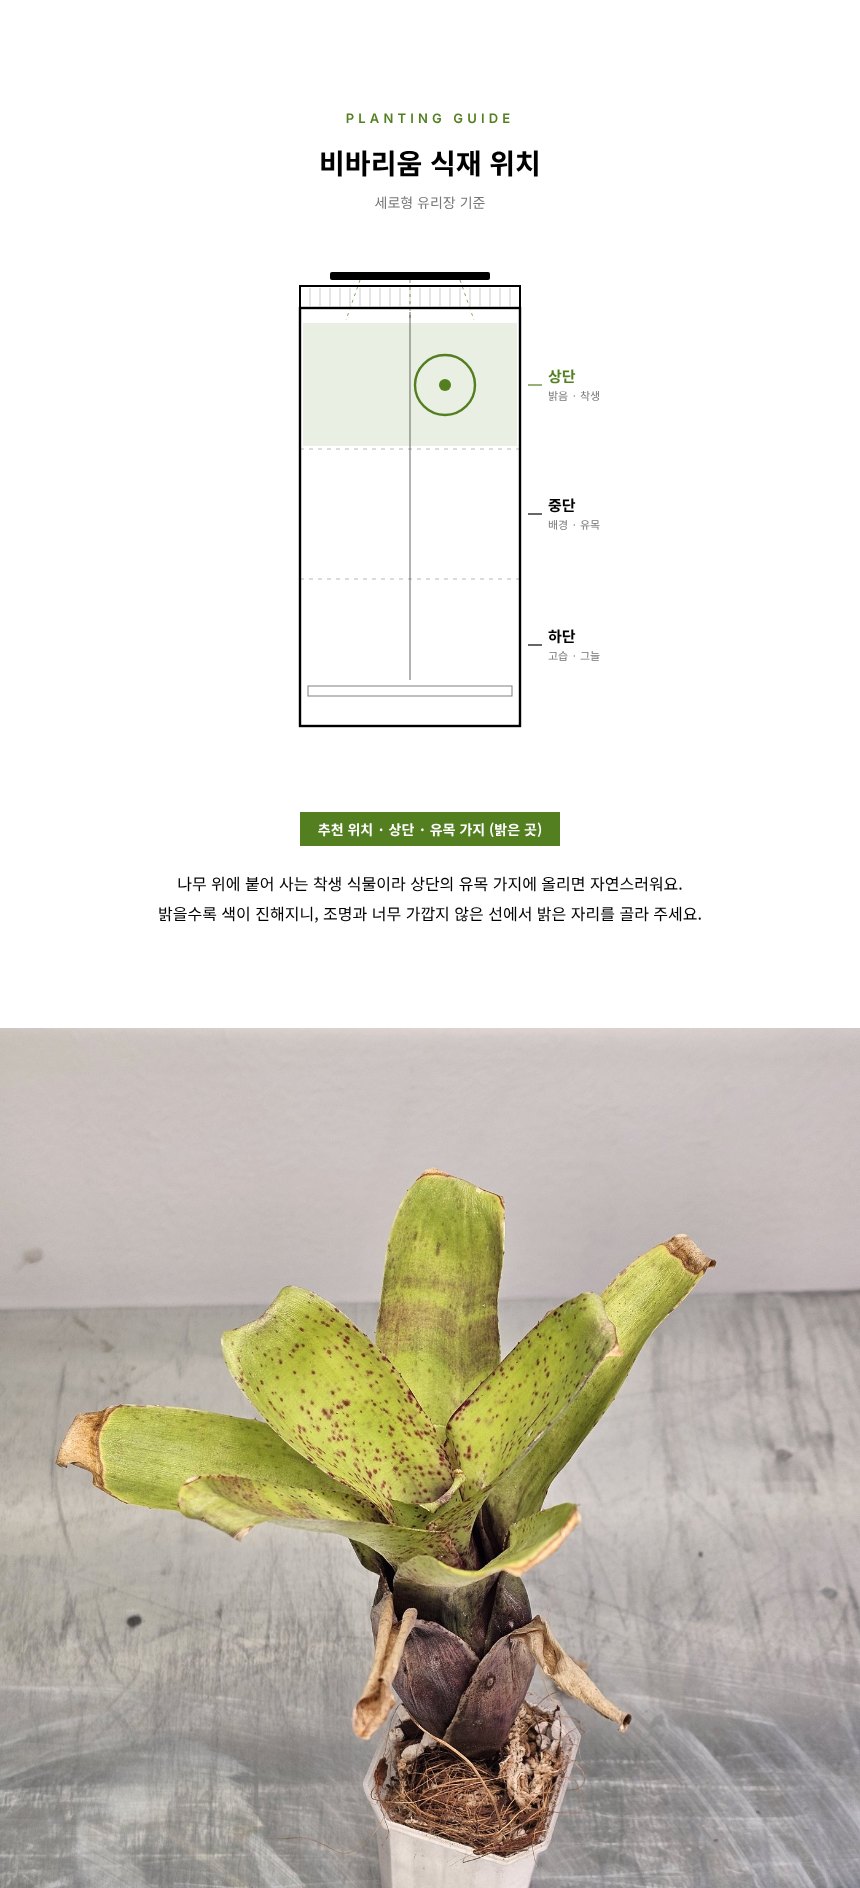 PLANTING GUIDE
비바리움 식재 위치
세로형 유리장 기준
상단
밝음 · 착생
중단
배경 · 유목
하단
고습 · 그늘
추천 위치 · 상단 · 유목 가지 (밝은 곳)
나무 위에 붙어 사는 착생 식물이라 상단의 유목 가지에 올리면 자연스러워요.
밝을수록 색이 진해지니, 조명과 너무 가깝지 않은 선에서 밝은 자리를 골라 주세요.